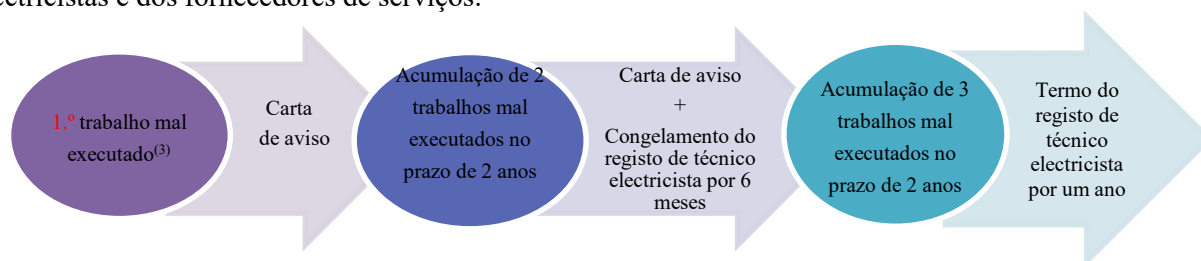 ectricistas e dos fornecedores de serviços:
1.º trabalho mal
executado(3)
Carta
de aviso
Acumulação de 2
trabalhos mal
executados no
prazo de 2 anos
Carta de aviso
+
Congelamento do
registo de técnico
electricista por 6
meses
Acumulação de 3
trabalhos mal
executados no
prazo de 2 anos
Termo do
registo de
técnico
electricista
por um ano